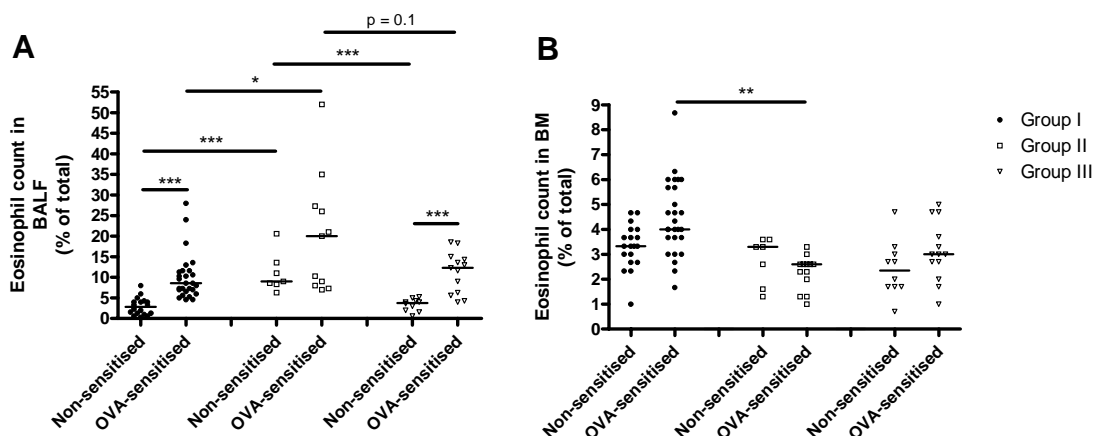 A
p = 0.1
***
*
***
***
***
Eosinophil count in
BALF
(% of total)
55
50
45
40
35
30
25
20
15
10
5
0
Non-sensitised
OVA-sensitised
Non-sensitised
OVA-sensitised
Non-sensitised
OVA-sensitised
B
**
Eosinophil count in BM
(% of total)
9
8
7
6
5
4
3
2
1
0
Non-sensitised
OVA-sensitised
Non-sensitised
OVA-sensitised
Non-sensitised
OVA-sensitised
Group I
Group II
Group III